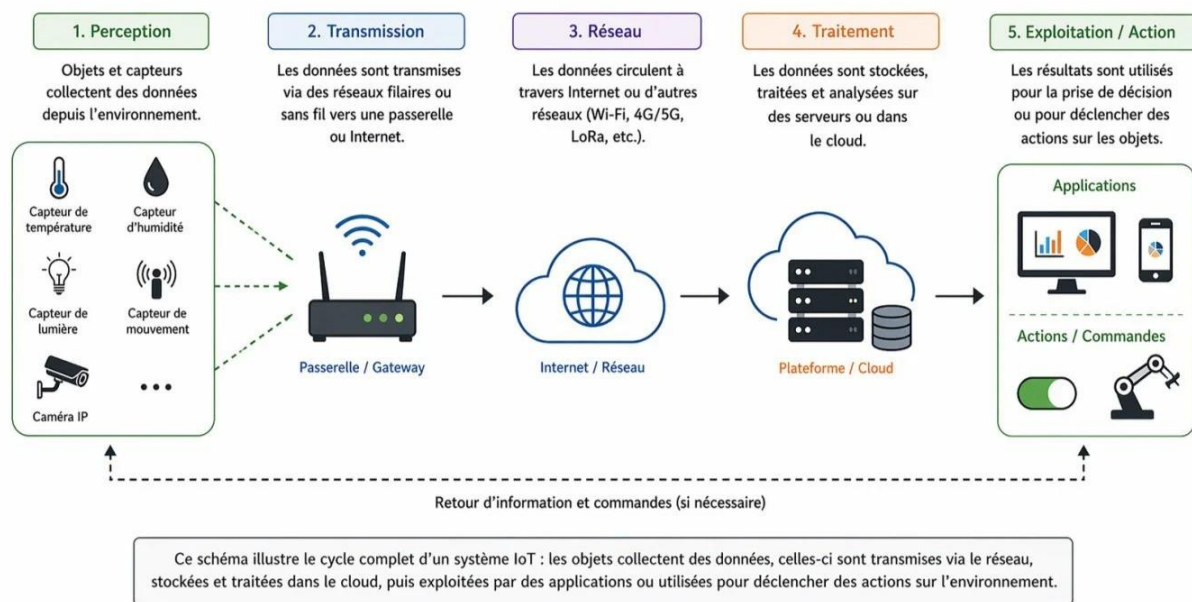 1. Perception
2. Transmission
3. Réseau
4. Traitement
5. Exploitation / Action
Objets et capteurs
collectent des données
depuis l'environnement.
Les données sont transmises
via des réseaux filaires ou
sans fil vers une passerelle
ou Internet.
Les données circulent à
travers Internet ou d'autres
réseaux (Wi-Fi, 4G/5G,
LoRa, etc.).
Les données sont stockées,
traitées et analysées sur
des serveurs ou dans
le cloud.
Les résultats sont utilisés
pour la prise de décision
ou pour déclencher des
actions sur les objets.
Capteur de
température
Capteur
d'humidité
Capteur de
lumière
Capteur de
mouvement
Caméra IP
...
Passerelle / Gateway
Internet / Réseau
Plateforme / Cloud
Applications
Actions / Commandes
Retour d'information et commandes (si nécessaire)
Ce schéma illustre le cycle complet d'un système IoT : les objets collectent des données, celles-ci sont transmises via le réseau,
stockées et traitées dans le cloud, puis exploitées par des applications ou utilisées pour déclencher des actions sur l'environnement.